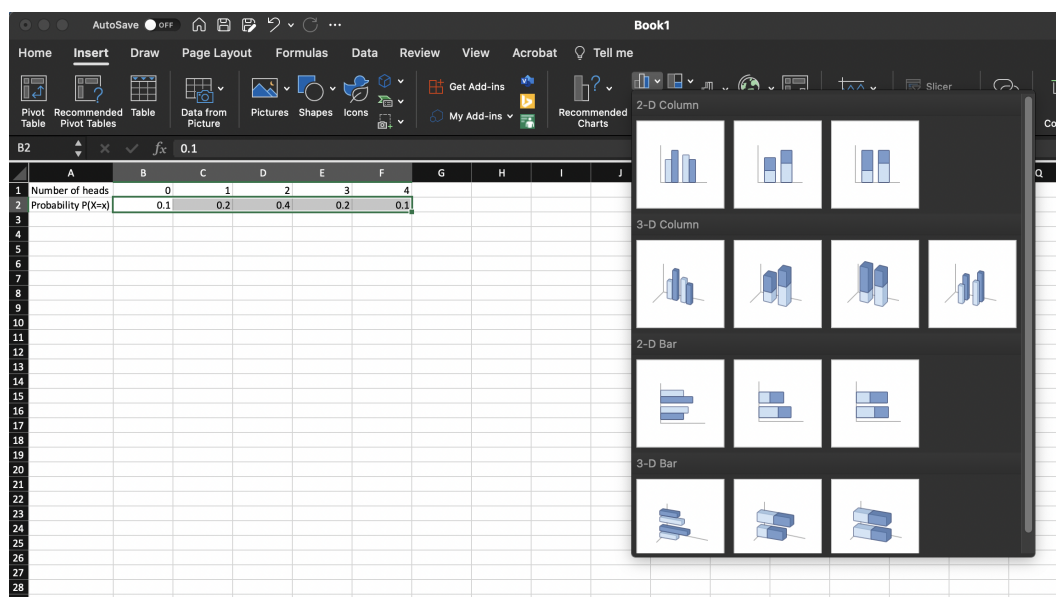 AutoSave OFF ... Book1
Home Insert Draw Page Layout Formulas Data Review View Acrobat Tell me
Pivot Table Recommended Pivot Tables Table Data from Picture Pictures Shapes Icons Get Add-ins My Add-ins Recommended Charts Slicer Co
B2 fx 0.1
A B C D E F G H I J Q
1 Number of heads 0 1 2 3 4
2 Probability P(X=x) 0.1 0.2 0.4 0.2 0.1
3
4
5
6
7
8
9
10
11
12
13
14
15
16
17
18
19
20
21
22
23
24
25
26
27
28
2-D Column
3-D Column
2-D Bar
3-D Bar